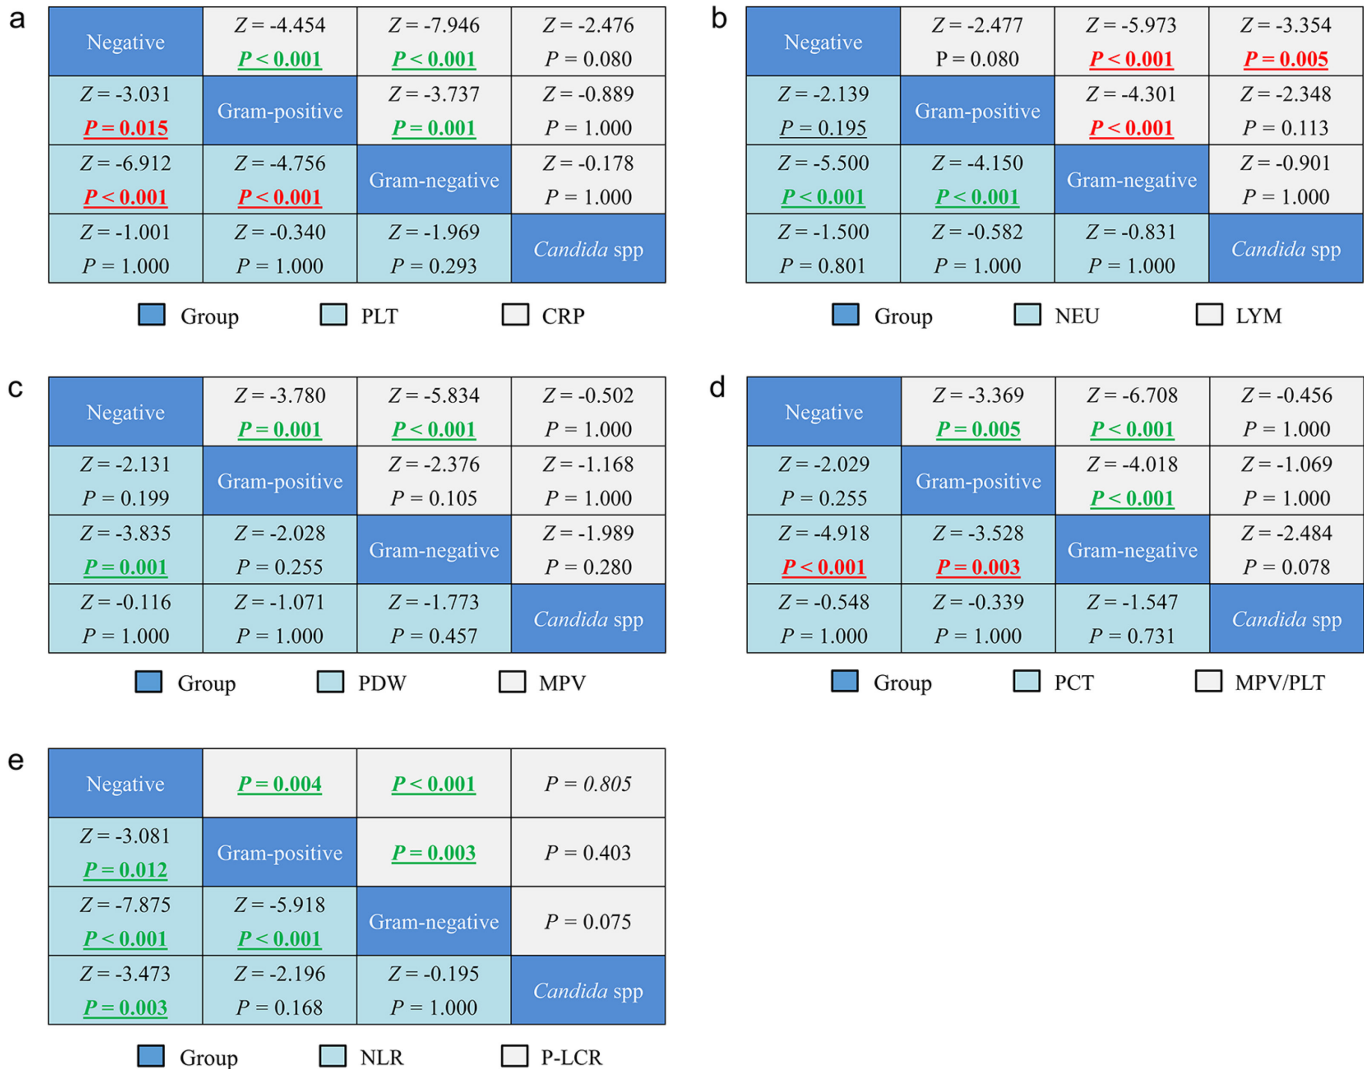 a
Negative
Z = -4.454
P < 0.001
Z = -7.946
P < 0.001
Z = -2.476
P = 0.080
Z = -3.031
P = 0.015
Gram-positive
Z = -3.737
P = 0.001
Z = -0.889
P = 1.000
Z = -6.912
P < 0.001
Z = -4.756
P < 0.001
Gram-negative
Z = -0.178
P = 1.000
Z = -1.001
P = 1.000
Z = -0.340
P = 1.000
Z = -1.969
P = 0.293
Candida spp
Group
PLT
CRP
b
Negative
Z = -2.477
P = 0.080
Z = -5.973
P < 0.001
Z = -3.354
P = 0.005
Z = -2.139
P = 0.195
Gram-positive
Z = -4.301
P < 0.001
Z = -2.348
P = 0.113
Z = -5.500
P < 0.001
Z = -4.150
P < 0.001
Gram-negative
Z = -0.901
P = 1.000
Z = -1.500
P = 0.801
Z = -0.582
P = 1.000
Z = -0.831
P = 1.000
Candida spp
Group
NEU
LYM
c
Negative
Z = -3.780
P = 0.001
Z = -5.834
P < 0.001
Z = -0.502
P = 1.000
Z = -2.131
P = 0.199
Gram-positive
Z = -2.376
P = 0.105
Z = -1.168
P = 1.000
Z = -3.835
P = 0.001
Z = -2.028
P = 0.255
Gram-negative
Z = -1.989
P = 0.280
Z = -0.116
P = 1.000
Z = -1.071
P = 1.000
Z = -1.773
P = 0.457
Candida spp
Group
PDW
MPV
d
Negative
Z = -3.369
P = 0.005
Z = -6.708
P < 0.001
Z = -0.456
P = 1.000
Z = -2.029
P = 0.255
Gram-positive
Z = -4.018
P < 0.001
Z = -1.069
P = 1.000
Z = -4.918
P < 0.001
Z = -3.528
P = 0.003
Gram-negative
Z = -2.484
P = 0.078
Z = -0.548
P = 1.000
Z = -0.339
P = 1.000
Z = -1.547
P = 0.731
Candida spp
Group
PCT
MPV/PLT
e
Negative
P = 0.004
P < 0.001
P = 0.805
Z = -3.081
P = 0.012
Gram-positive
P = 0.003
P = 0.403
Z = -7.875
P < 0.001
Z = -5.918
P < 0.001
Gram-negative
P = 0.075
Z = -3.473
P = 0.003
Z = -2.196
P = 0.168
Z = -0.195
P = 1.000
Candida spp
Group
NLR
P-LCR